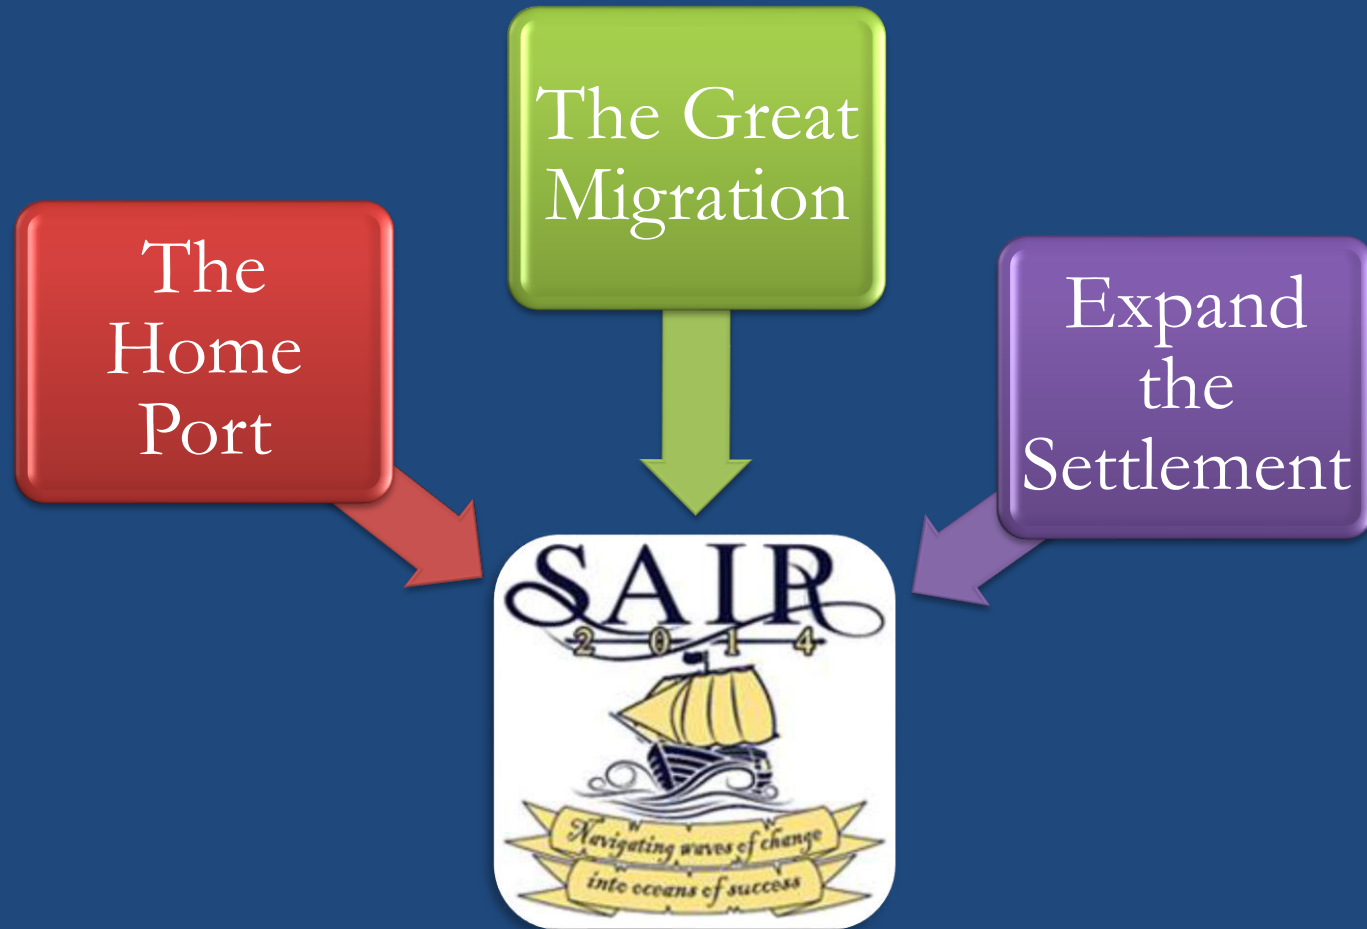 The Great
Migration
The
Home
Port
Expand
the
Settlement
SAIR
2014
Navigating waves of change
into oceans of success